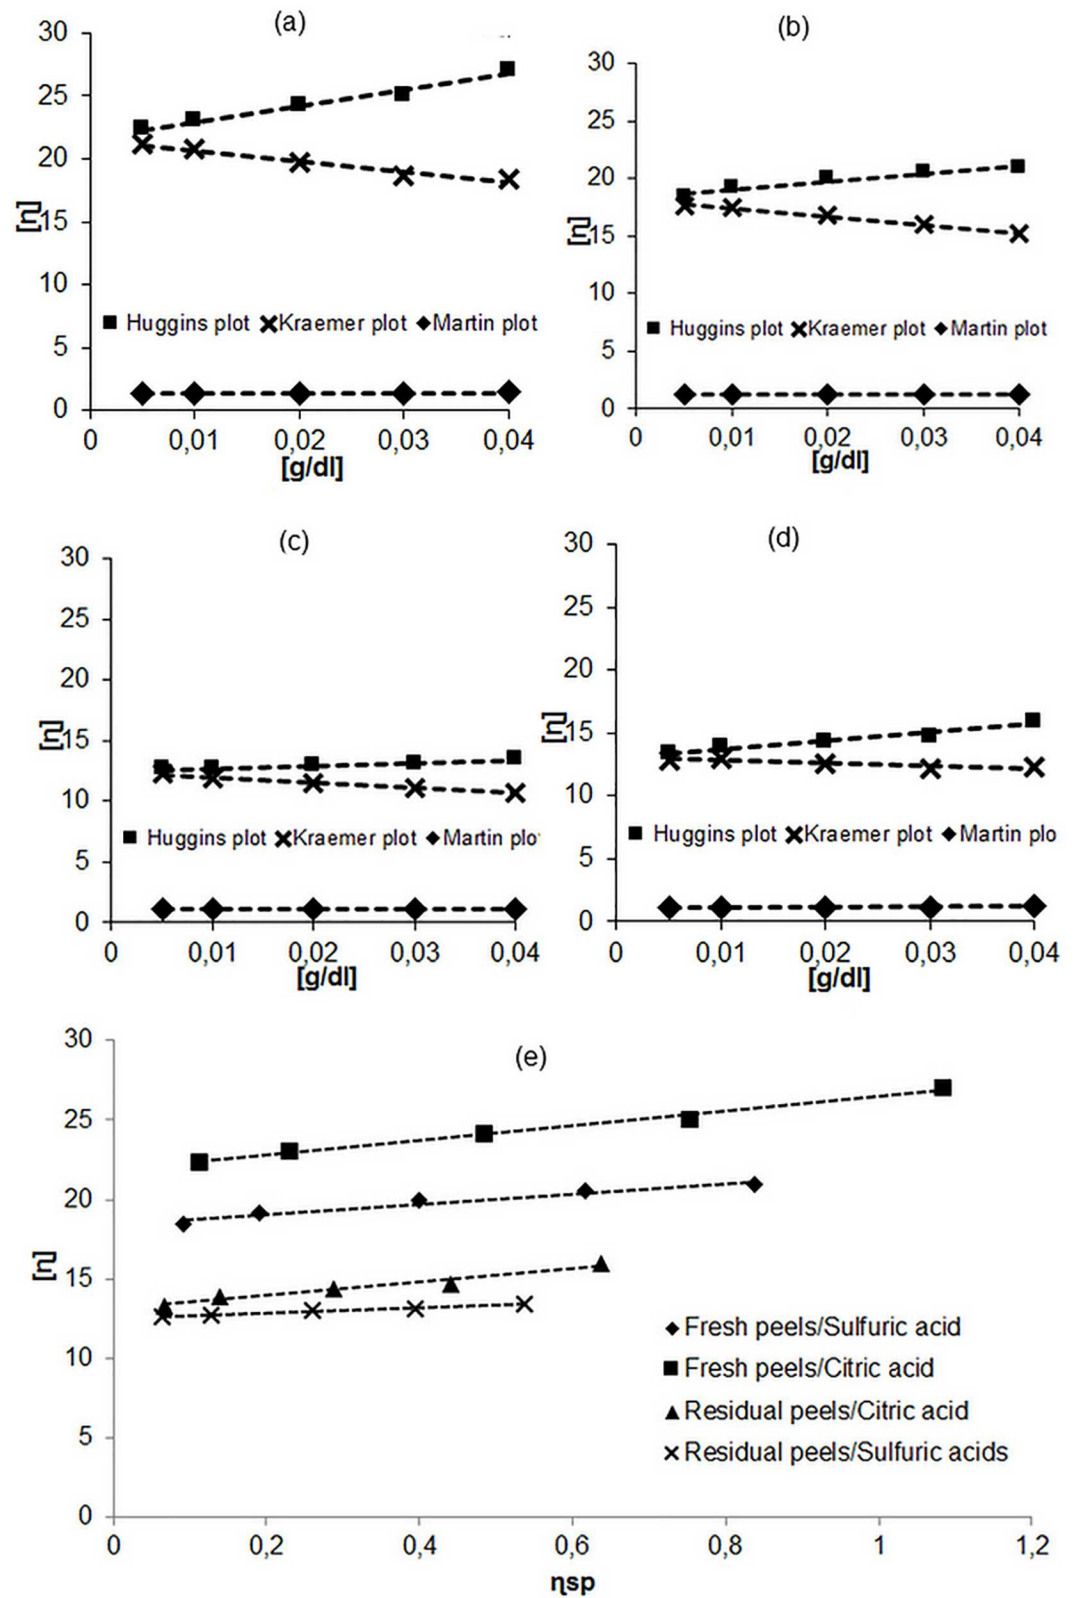 (a)
30
25
20
15
10
5
0
[η]
Huggins plot Kraemer plot Martin plot
0 0,01 0,02 0,03 0,04
[g/dl]
(b)
30
25
20
15
10
5
0
[η]
Huggins plot Kraemer plot Martin plot
0 0,01 0,02 0,03 0,04
[g/dl]
(c)
30
25
20
15
10
5
0
[η]
Huggins plot Kraemer plot Martin plo
0 0,01 0,02 0,03 0,04
[g/dl]
(d)
30
25
20
15
10
5
0
[η]
Huggins plot Kraemer plot Martin plo
0 0,01 0,02 0,03 0,04
[g/dl]
(e)
30
25
20
15
10
5
0
[η]
Fresh peels/Sulfuric acid
Fresh peels/Citric acid
Residual peels/Citric acid
Residual peels/Sulfuric acids
0 0,2 0,4 0,6 0,8 1 1,2
ηsp